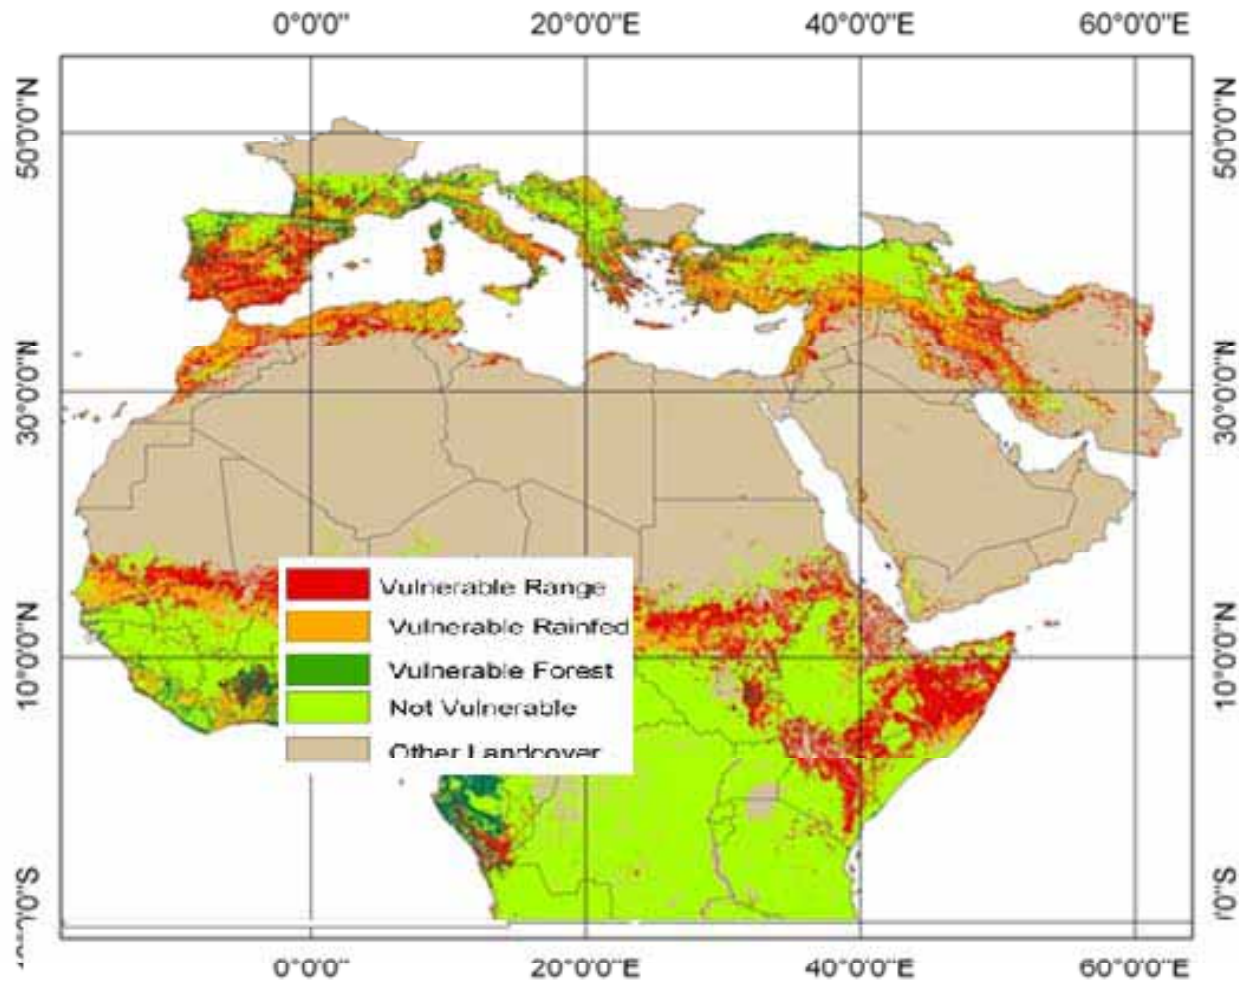 0°0'0" 20°0'0"E 40°0'0"E 60°0'0"E
50°0'0"N 50°0'0"N
30°0'0"N 30°0'0"N
10°0'0"N 10°0'0"N
Vulnerable Range
Vulnerable Rainfed
Vulnerable Forest
Not Vulnerable
Other Landcover
0°0'0" 20°0'0"E 40°0'0"E 60°0'0"E